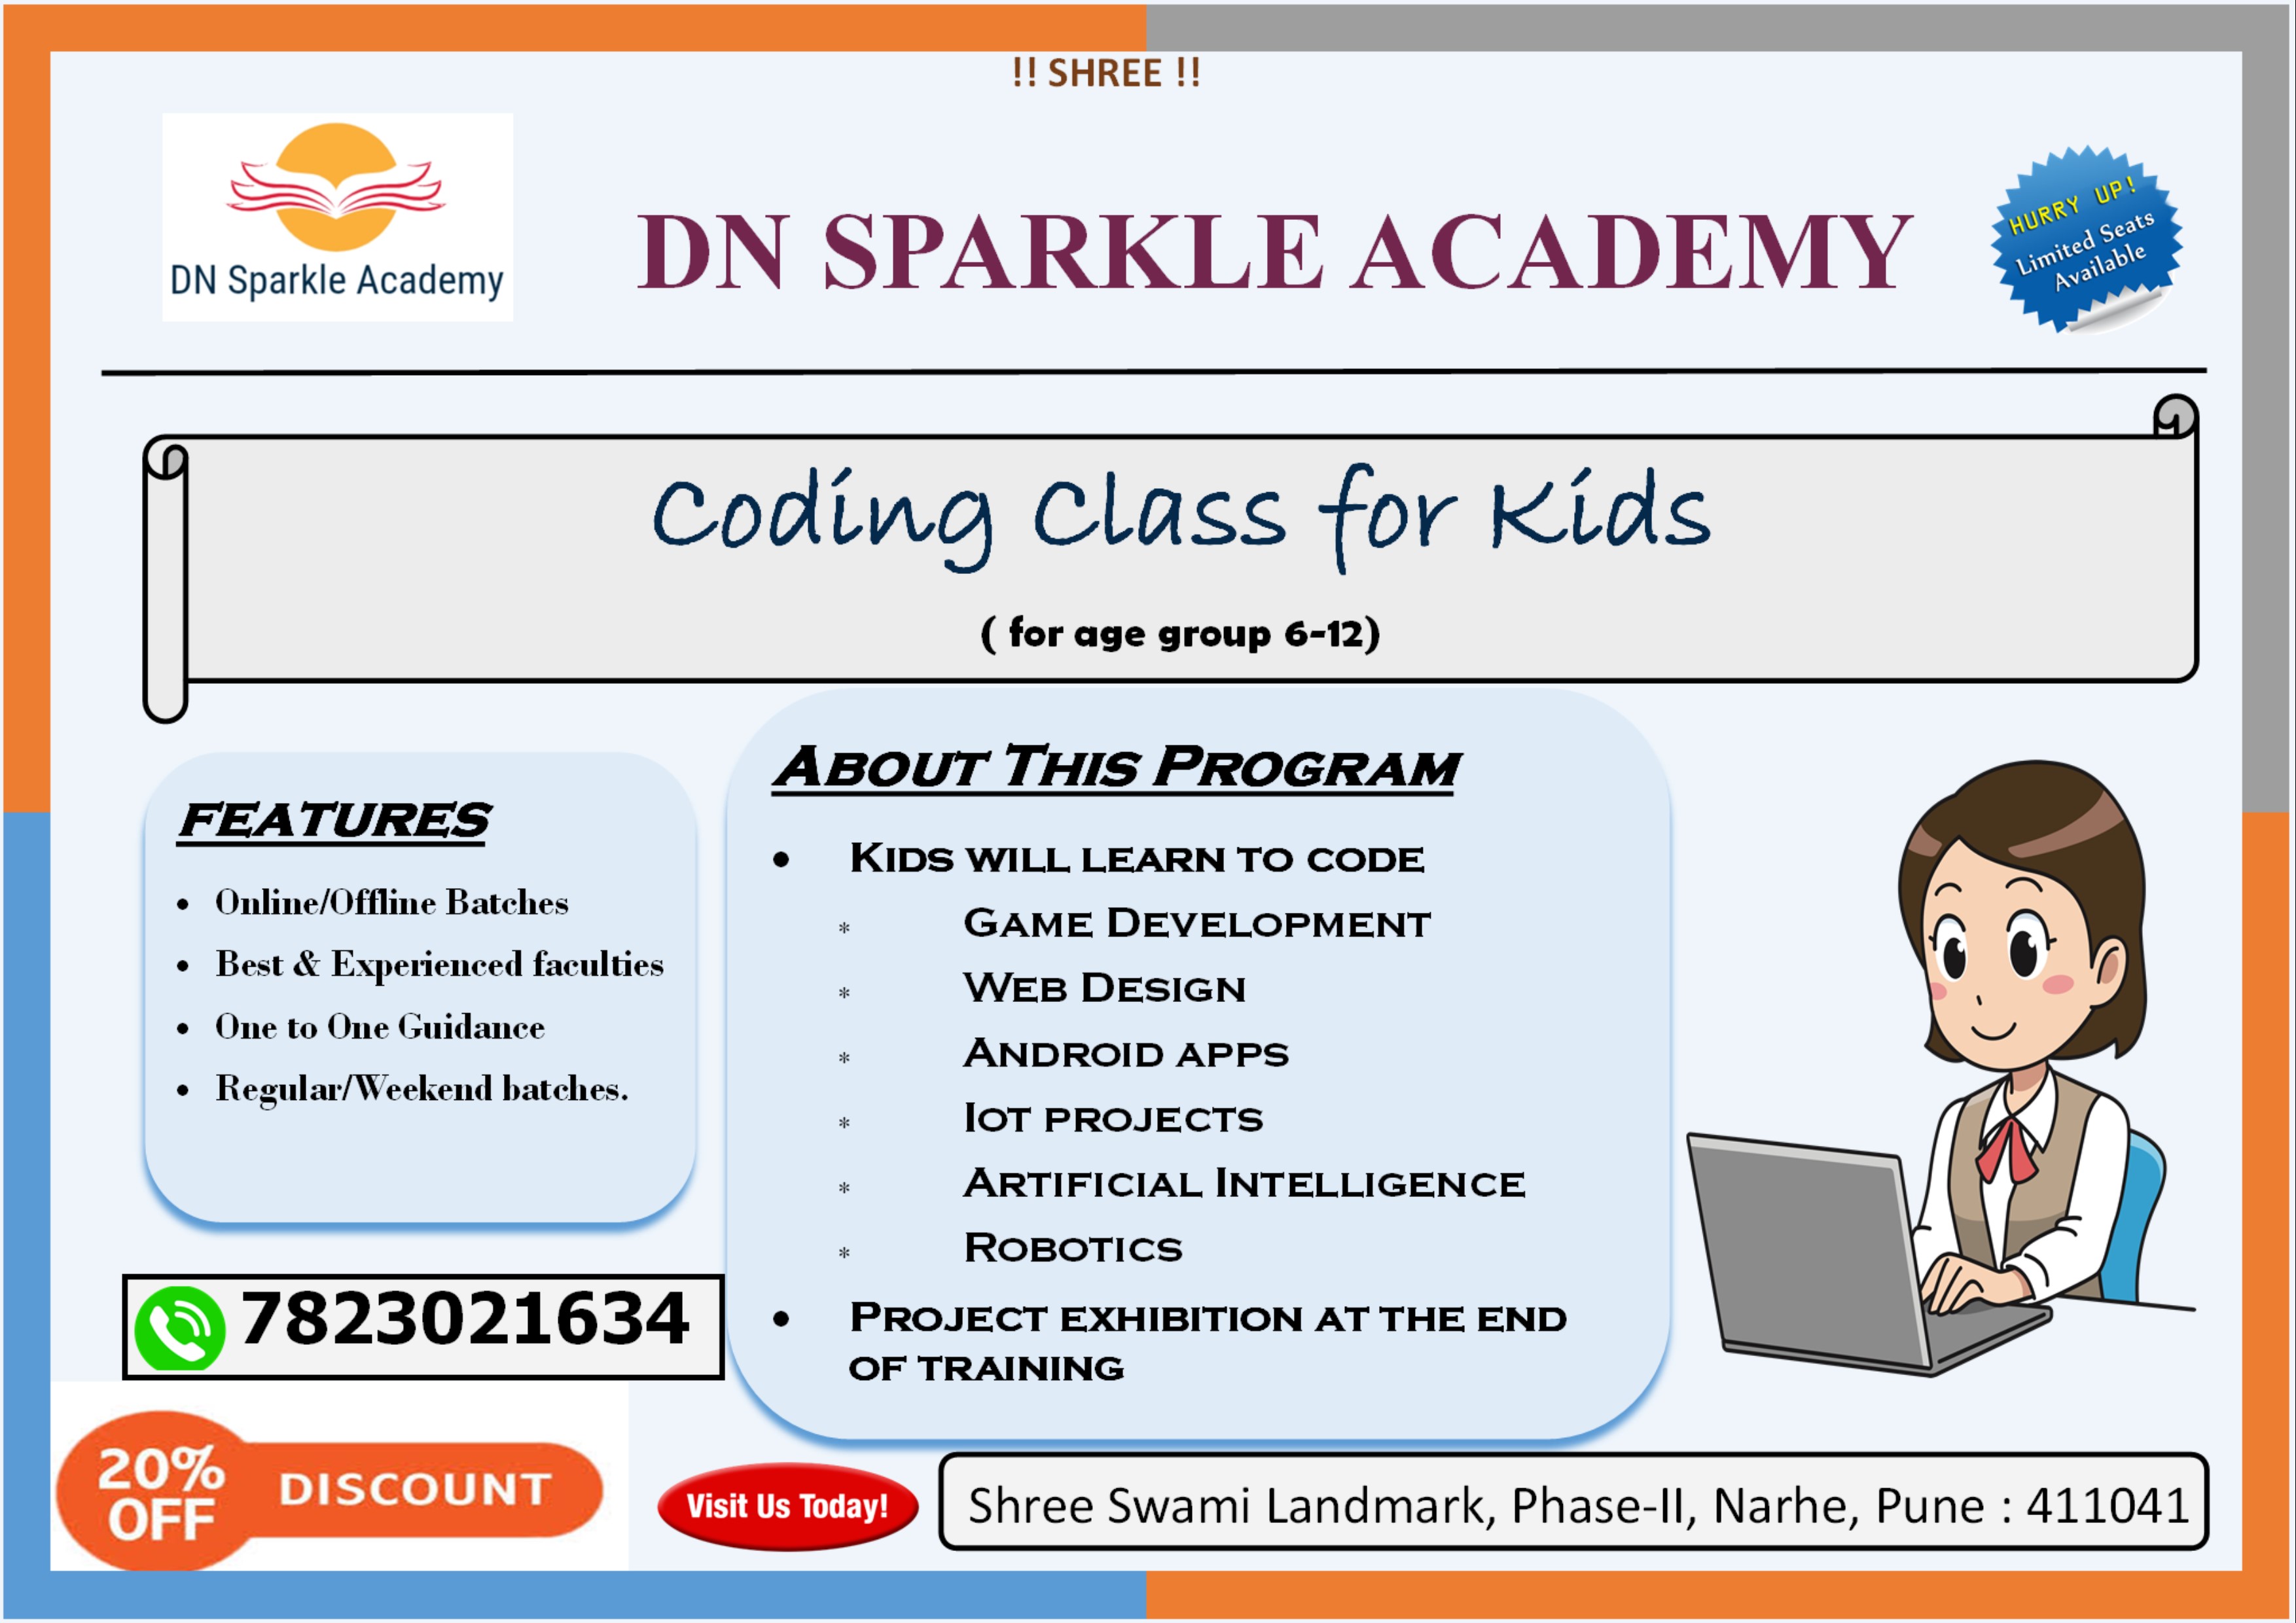 !! SHREE !!
DN Sparkle Academy
DN SPARKLE ACADEMY
HURRY UP!
Limited Seats
Available
Coding Class for Kids
( for age group 6-12)
FEATURES
• Online/Offline Batches
• Best & Experienced faculties
• One to One Guidance
• Regular/Weekend batches.
ABOUT THIS PROGRAM
• KIDS WILL LEARN TO CODE
* GAME DEVELOPMENT
* WEB DESIGN
* ANDROID APPS
* IOT PROJECTS
* ARTIFICIAL INTELLIGENCE
* ROBOTICS
• PROJECT EXHIBITION AT THE END
OF TRAINING
7823021634
20%
OFF
DISCOUNT
Visit Us Today!
Shree Swami Landmark, Phase-II, Narhe, Pune : 411041